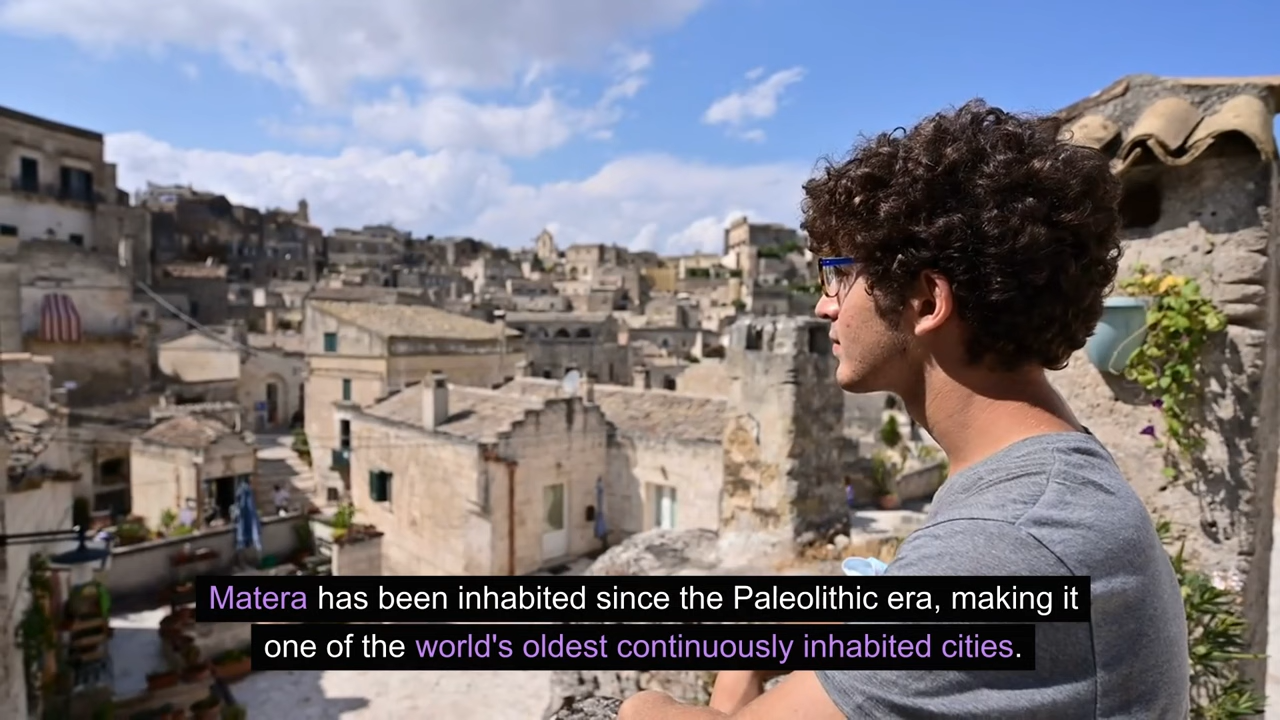 Matera has been inhabited since the Paleolithic era, making it
one of the world's oldest continuously inhabited cities.